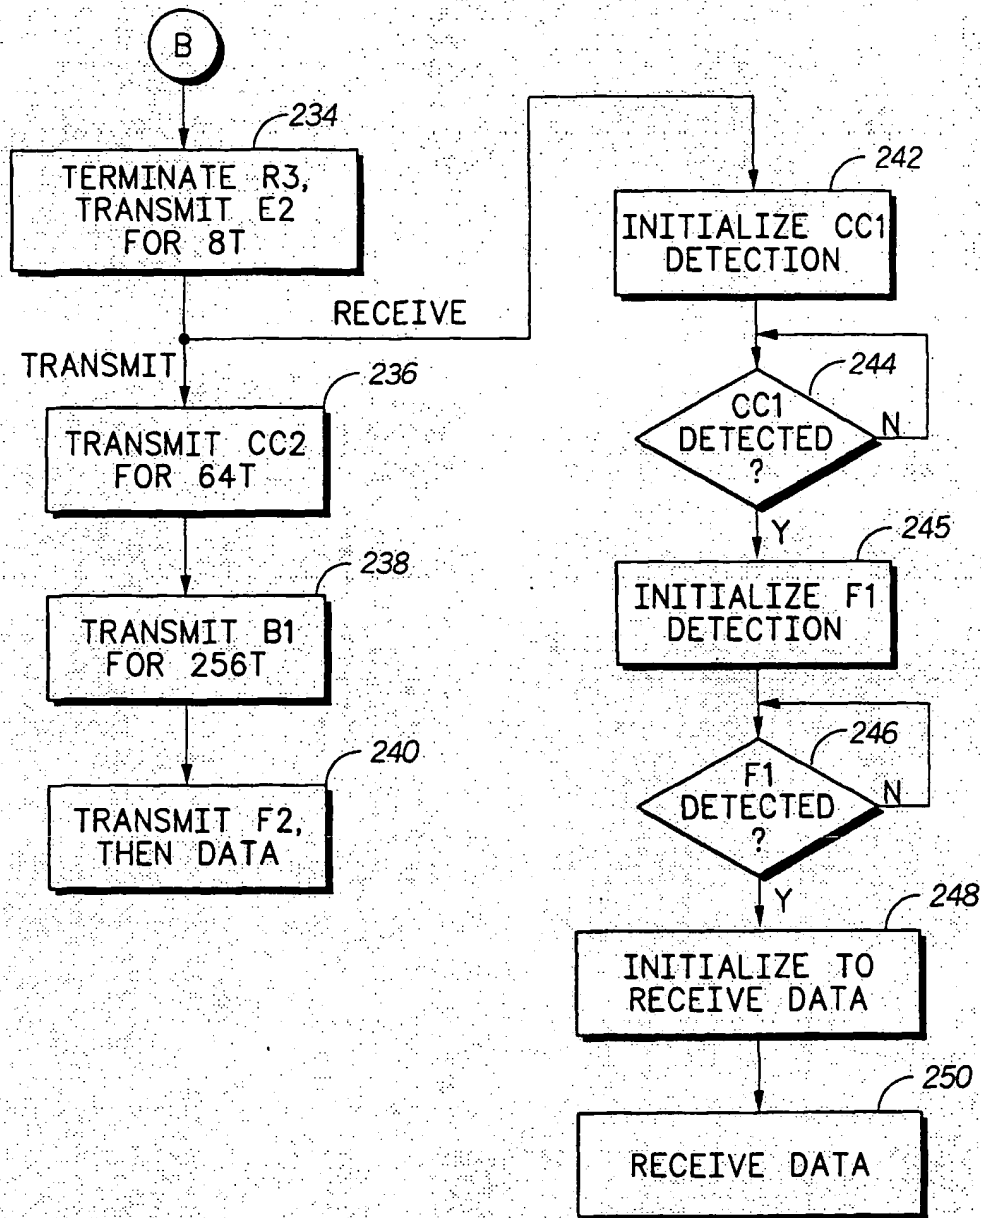 B
234
TERMINATE R3,
TRANSMIT E2
FOR 8T
RECEIVE
TRANSMIT
236
TRANSMIT CC2
FOR 64T
238
TRANSMIT B1
FOR 256T
240
TRANSMIT F2,
THEN DATA
242
INITIALIZE CC1
DETECTION
244
CC1
DETECTED
?
N
Y
245
INITIALIZE F1
DETECTION
246
F1
DETECTED
?
N
Y
248
INITIALIZE TO
RECEIVE DATA
250
RECEIVE DATA